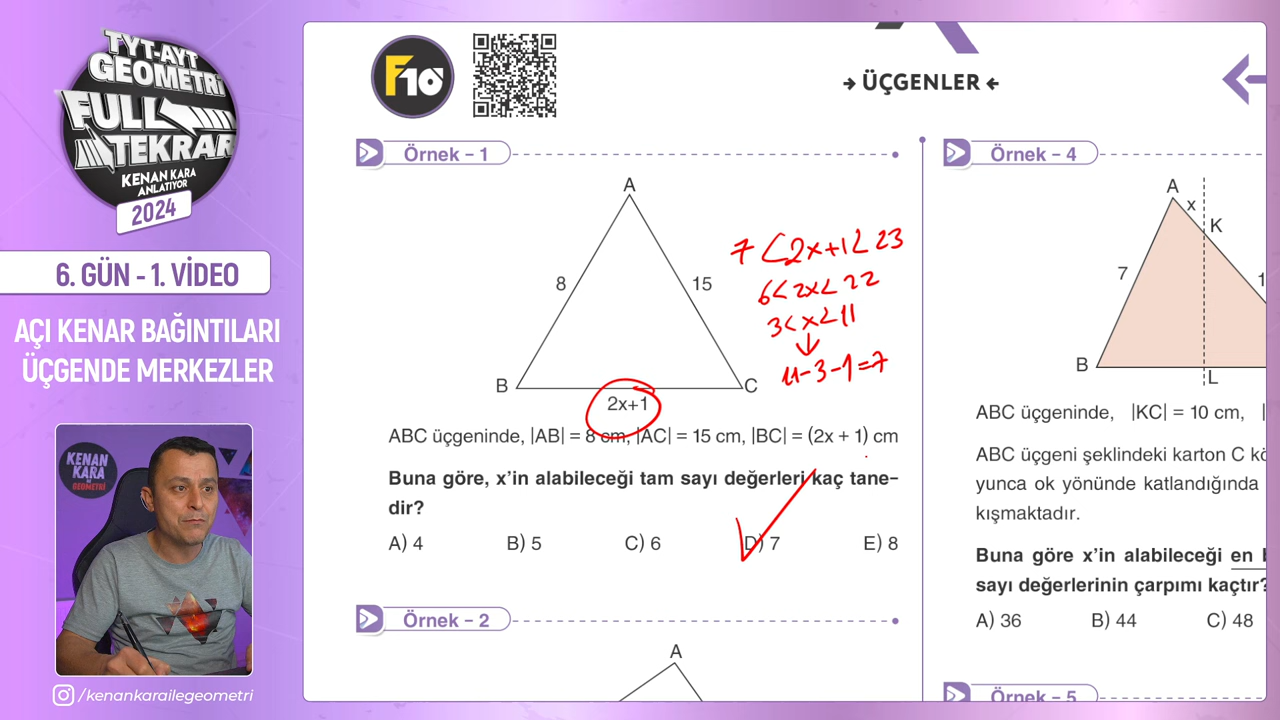 TYT-AYT
GEOMETRİ
FULL
TEKRAR
KENAN KARA
ANLATIYOR
2024
6. GÜN - 1. VİDEO
AÇI KENAR BAĞINTILARI
ÜÇGENDE MERKEZLER
KENAN
KARA
GEOMETRİ
/kenankarailegeometri
F10
ÜÇGENLER
Örnek – 1
A
8
15
B
C
2x+1
7<2x+1<23
6<2x<22
3<x<11
11-3-1=7
ABC üçgeninde, |AB| = 8 cm, |AC| = 15 cm, |BC| = (2x + 1) cm
Buna göre, x'in alabileceği tam sayı değerleri kaç tane–
dir?
A) 4 B) 5 C) 6 D) 7 E) 8
Örnek – 2
A
Örnek – 4
A
x
K
7
1
B
L
ABC üçgeninde, |KC| = 10 cm, |
ABC üçgeni şeklindeki karton C kö
yunca ok yönünde katlandığında
kışmaktadır.
Buna göre x'in alabileceği en
sayı değerlerinin çarpımı kaçtır?
A) 36 B) 44 C) 48
Örnek – 5